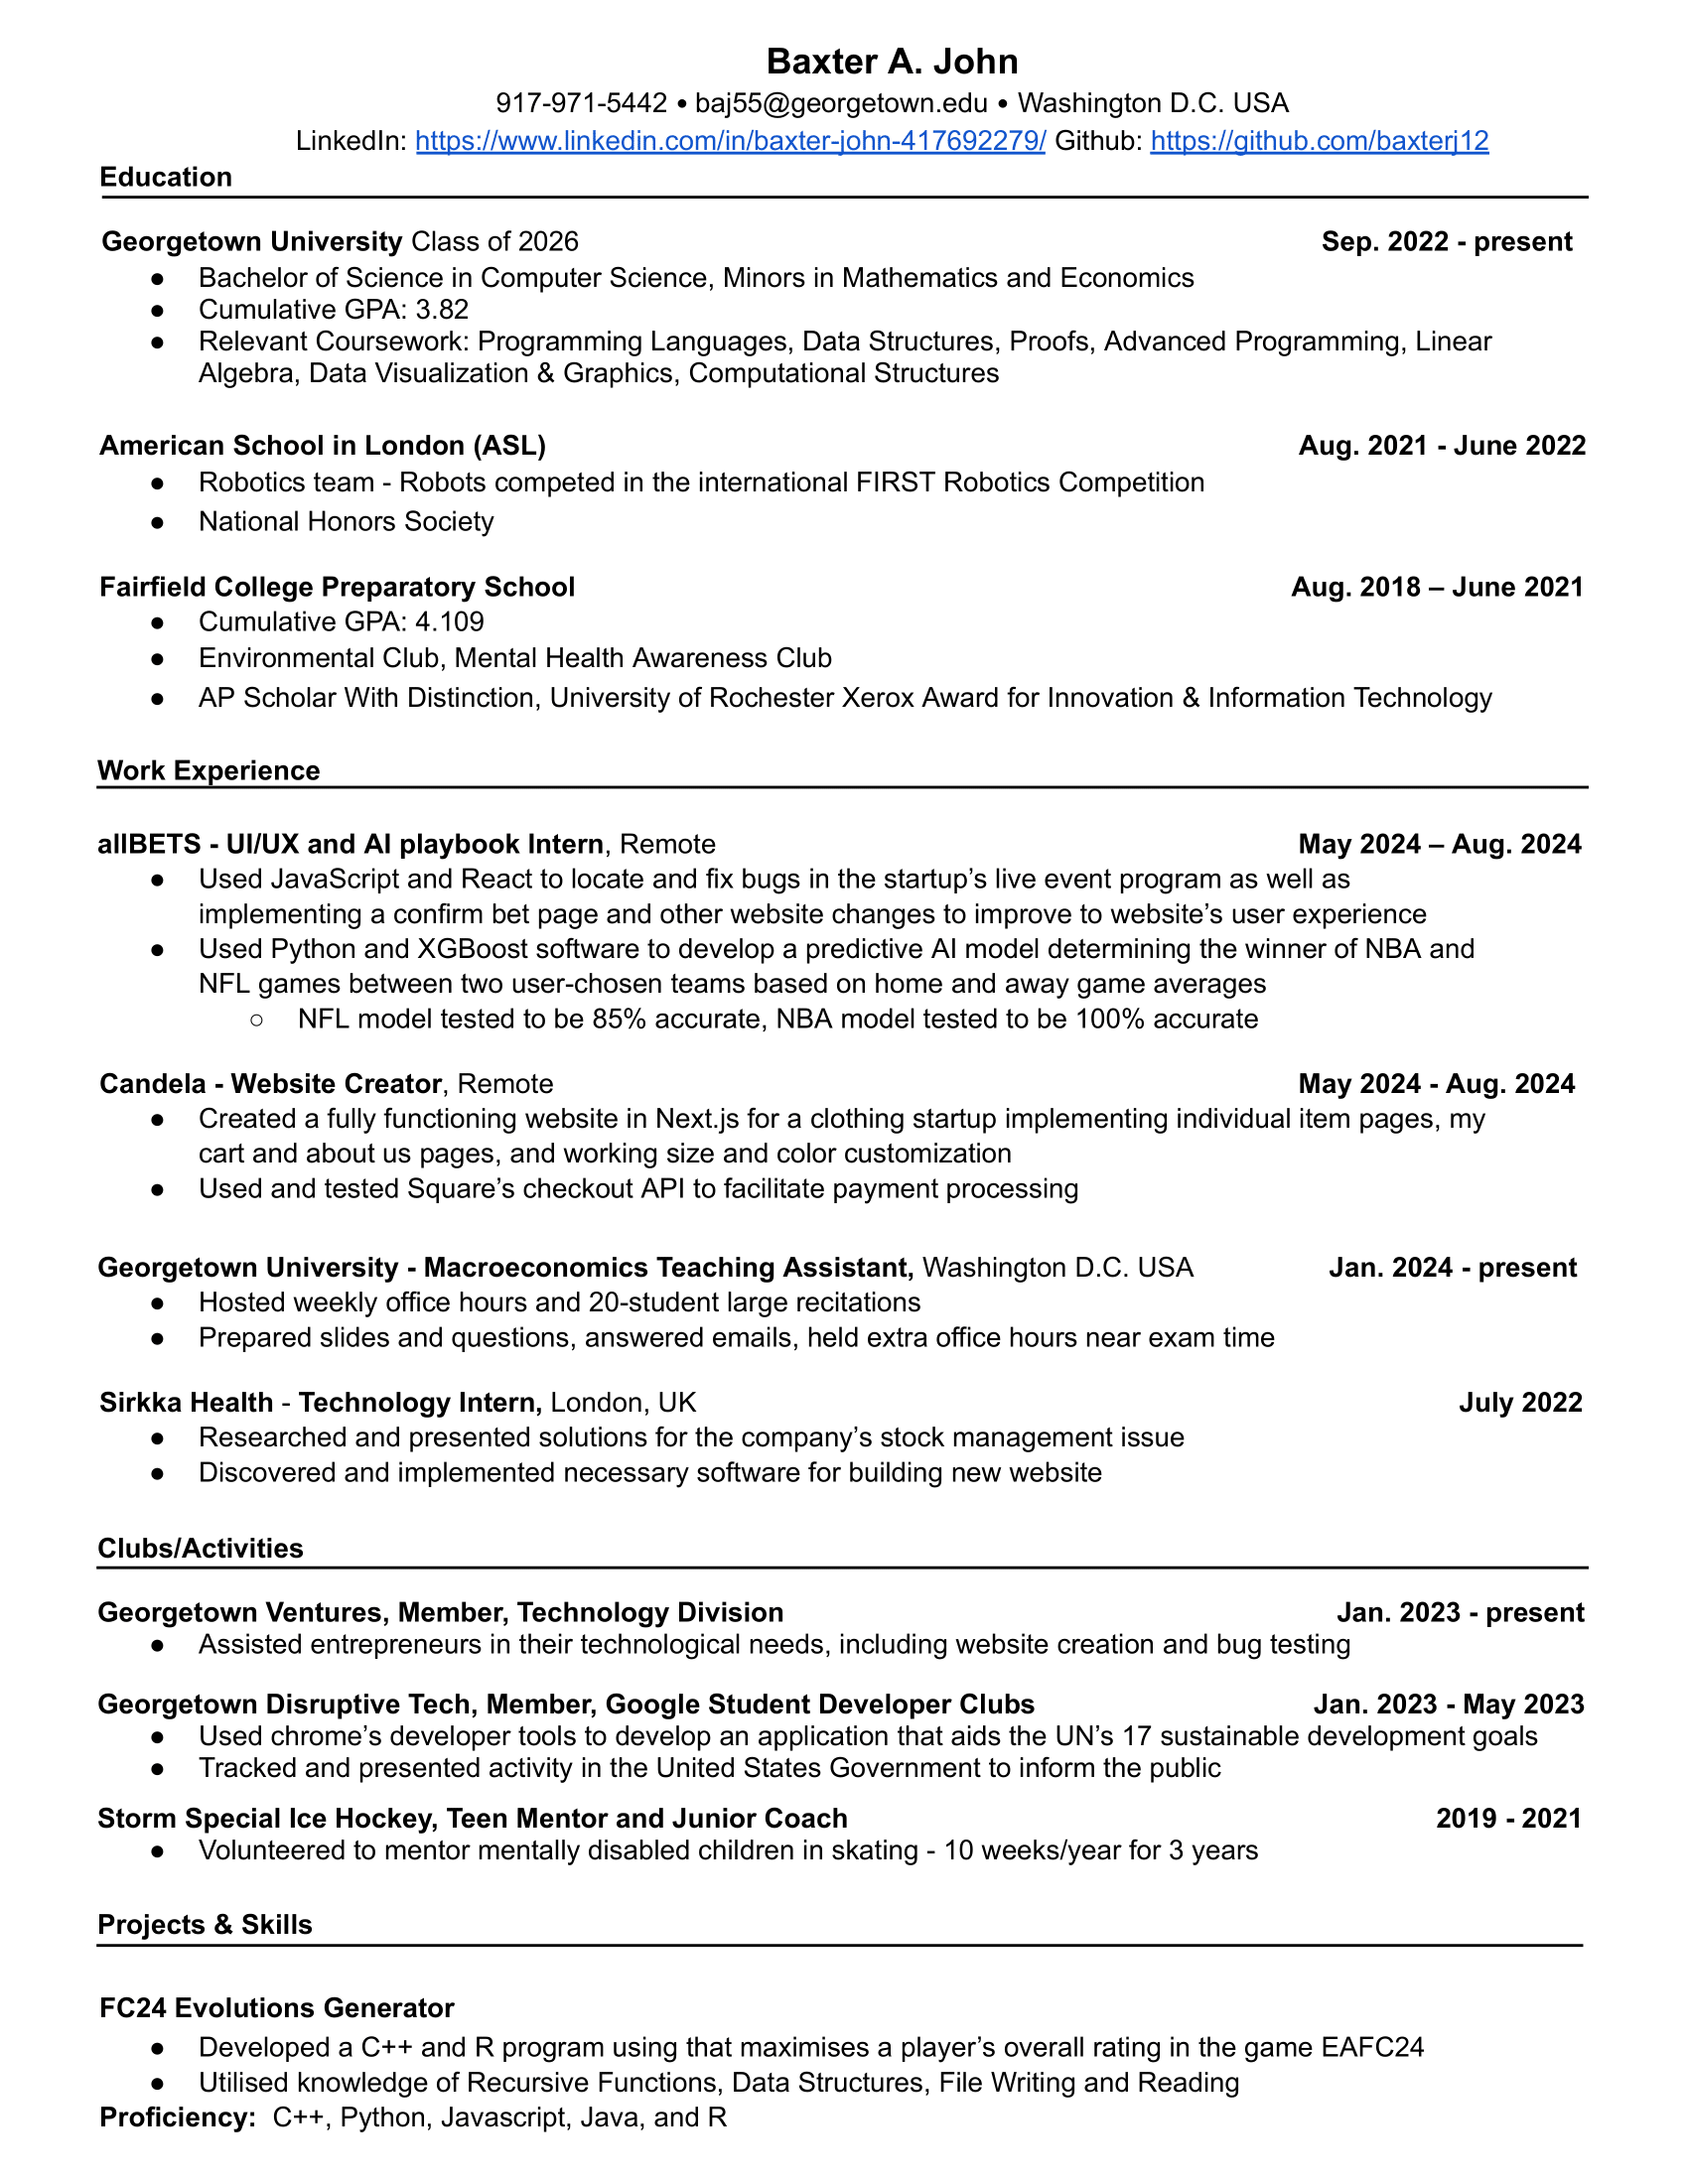 Baxter A. John
917-971-5442 • baj55@georgetown.edu • Washington D.C. USA
LinkedIn: https://www.linkedin.com/in/baxter-john-417692279/ Github: https://github.com/baxterj12
Education
Georgetown University Class of 2026 Sep. 2022 - present
● Bachelor of Science in Computer Science, Minors in Mathematics and Economics
● Cumulative GPA: 3.82
● Relevant Coursework: Programming Languages, Data Structures, Proofs, Advanced Programming, Linear
Algebra, Data Visualization & Graphics, Computational Structures
American School in London (ASL) Aug. 2021 - June 2022
● Robotics team - Robots competed in the international FIRST Robotics Competition
● National Honors Society
Fairfield College Preparatory School Aug. 2018 – June 2021
● Cumulative GPA: 4.109
● Environmental Club, Mental Health Awareness Club
● AP Scholar With Distinction, University of Rochester Xerox Award for Innovation & Information Technology
Work Experience
allBETS - UI/UX and AI playbook Intern, Remote May 2024 – Aug. 2024
● Used JavaScript and React to locate and fix bugs in the startup’s live event program as well as
implementing a confirm bet page and other website changes to improve to website’s user experience
● Used Python and XGBoost software to develop a predictive AI model determining the winner of NBA and
NFL games between two user-chosen teams based on home and away game averages
○ NFL model tested to be 85% accurate, NBA model tested to be 100% accurate
Candela - Website Creator, Remote May 2024 - Aug. 2024
● Created a fully functioning website in Next.js for a clothing startup implementing individual item pages, my
cart and about us pages, and working size and color customization
● Used and tested Square’s checkout API to facilitate payment processing
Georgetown University - Macroeconomics Teaching Assistant, Washington D.C. USA Jan. 2024 - present
● Hosted weekly office hours and 20-student large recitations
● Prepared slides and questions, answered emails, held extra office hours near exam time
Sirkka Health - Technology Intern, London, UK July 2022
● Researched and presented solutions for the company’s stock management issue
● Discovered and implemented necessary software for building new website
Clubs/Activities
Georgetown Ventures, Member, Technology Division Jan. 2023 - present
● Assisted entrepreneurs in their technological needs, including website creation and bug testing
Georgetown Disruptive Tech, Member, Google Student Developer Clubs Jan. 2023 - May 2023
● Used chrome’s developer tools to develop an application that aids the UN’s 17 sustainable development goals
● Tracked and presented activity in the United States Government to inform the public
Storm Special Ice Hockey, Teen Mentor and Junior Coach 2019 - 2021
● Volunteered to mentor mentally disabled children in skating - 10 weeks/year for 3 years
Projects & Skills
FC24 Evolutions Generator
● Developed a C++ and R program using that maximises a player’s overall rating in the game EAFC24
● Utilised knowledge of Recursive Functions, Data Structures, File Writing and Reading
Proficiency: C++, Python, Javascript, Java, and R